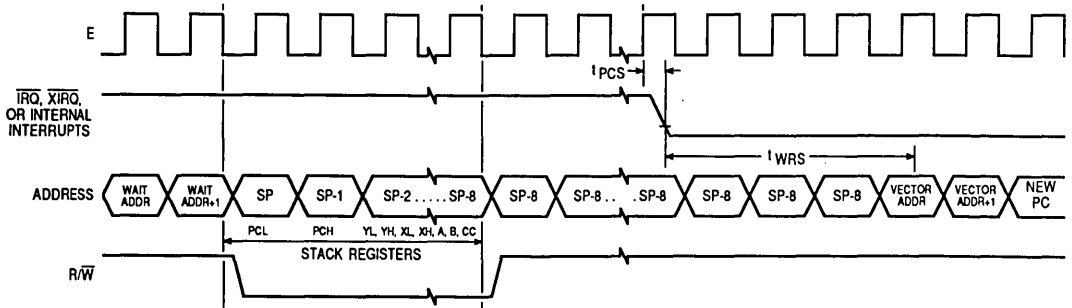 E
t PCS
IRQ, XIRQ,
OR INTERNAL
INTERRUPTS
t WRS
ADDRESS
WAIT
ADDR
WAIT
ADDR+1
SP
SP-1
SP-2.....SP-8
SP-8
SP-8.. . .SP-8
SP-8
SP-8
SP-8
VECTOR
ADDR
VECTOR
ADDR+1
NEW
PC
PCL
PCH
YL, YH, XL, XH, A, B, CC
STACK REGISTERS
R/W